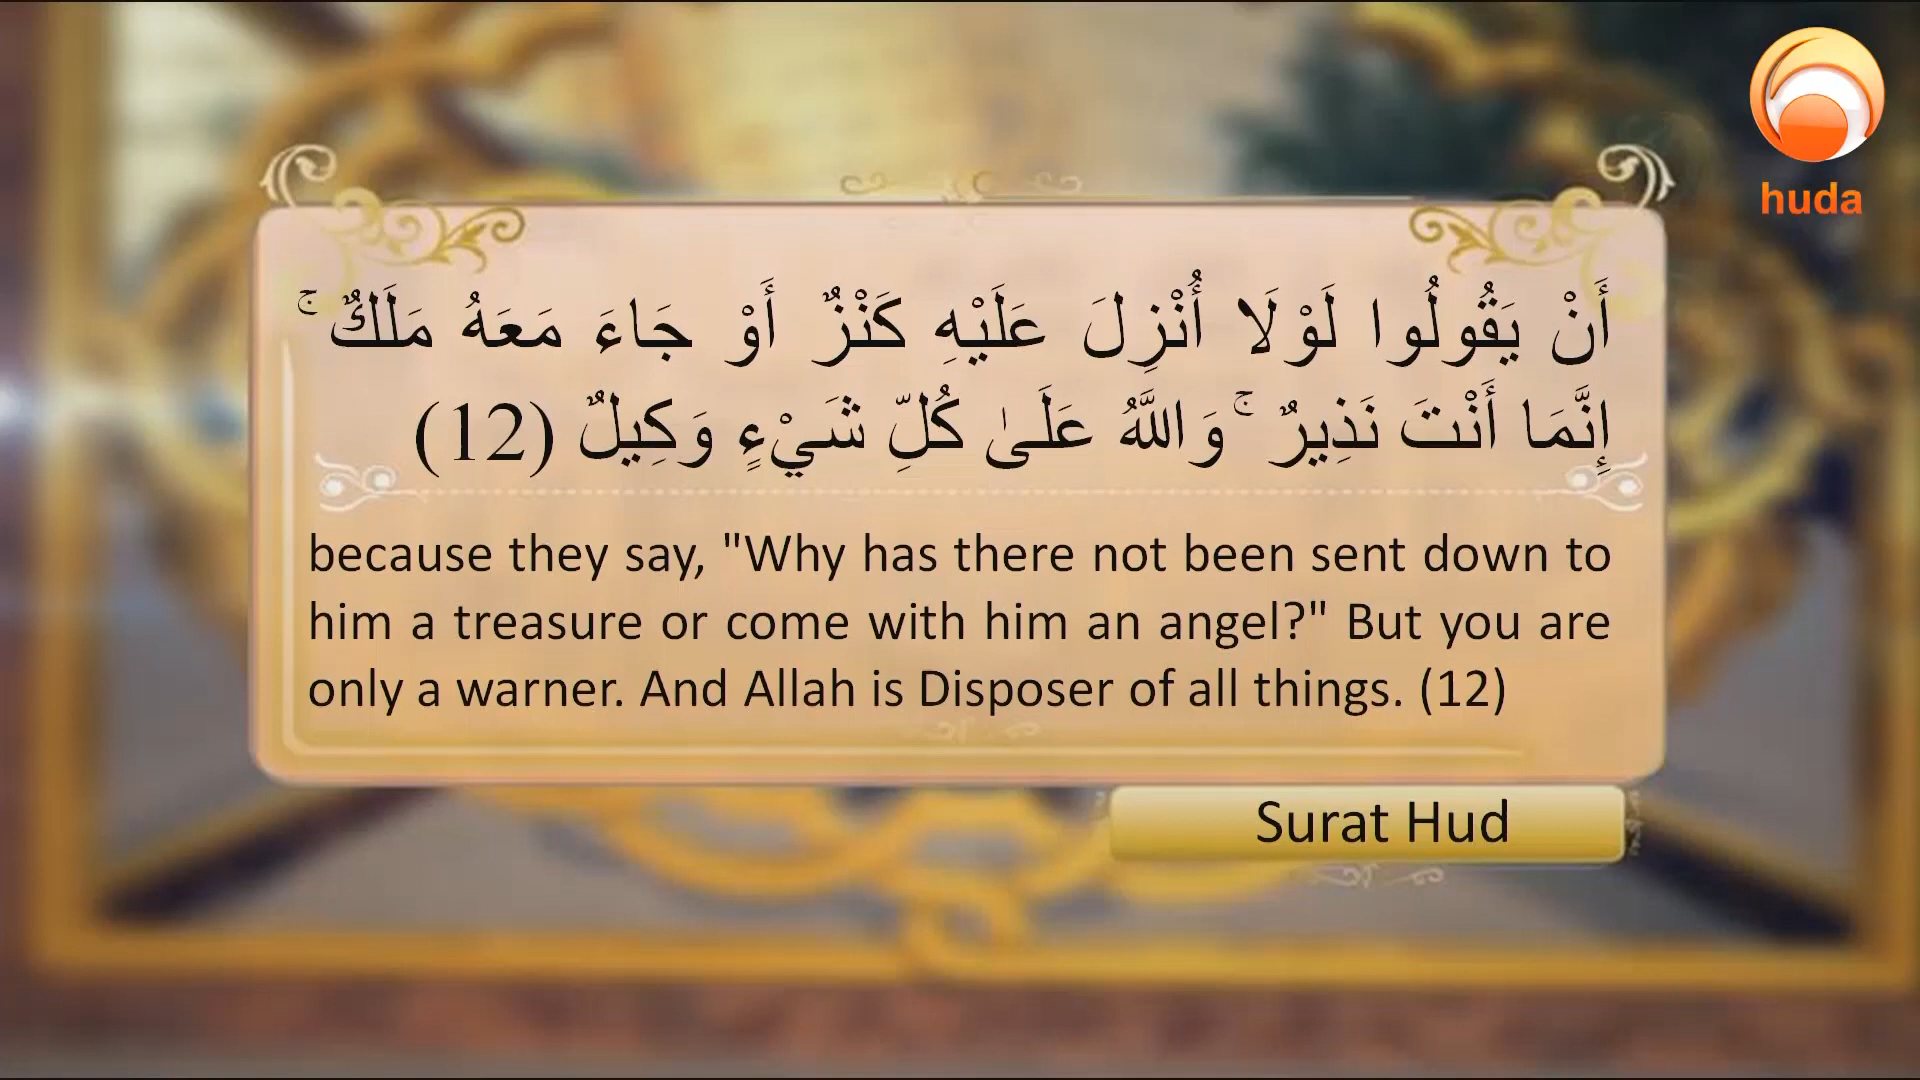 huda
أَنْ يَقُولُوا لَوْلَا أُنْزِلَ عَلَيْهِ كَنْزٌ أَوْ جَاءَ مَعَهُ مَلَكٌ ۚ
إِنَّمَا أَنْتَ نَذِيرٌ ۚ وَاللَّهُ عَلَىٰ كُلِّ شَيْءٍ وَكِيلٌ (12)
because they say, "Why has there not been sent down to
him a treasure or come with him an angel?" But you are
only a warner. And Allah is Disposer of all things. (12)
Surat Hud